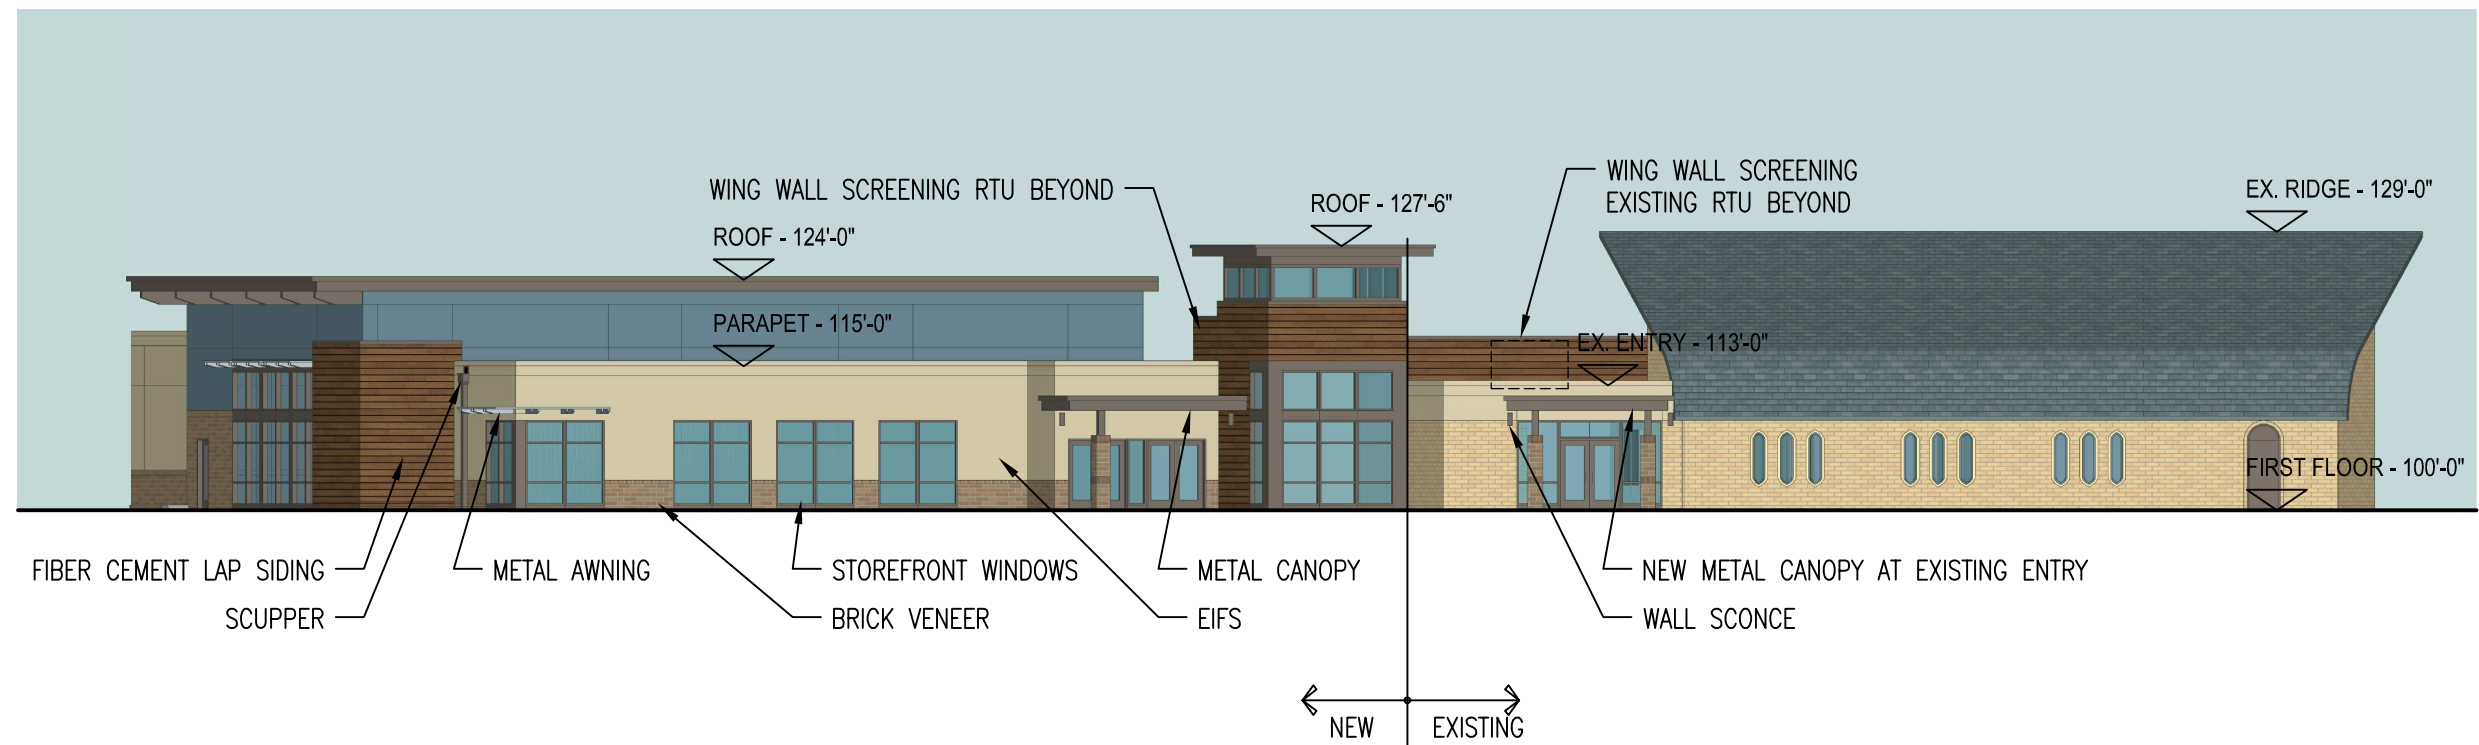 WING WALL SCREENING
EXISTING RTU BEYOND
WING WALL SCREENING RTU BEYOND
ROOF - 127'-6"
EX. RIDGE - 129'-0"
ROOF - 124'-0"
PARAPET - 115'-0"
EX. ENTRY - 113'-0"
FIRST FLOOR - 100'-0"
FIBER CEMENT LAP SIDING
METAL AWNING
STOREFRONT WINDOWS
METAL CANOPY
NEW METAL CANOPY AT EXISTING ENTRY
SCUPPER
BRICK VENEER
EIFS
WALL SCONCE
NEW
EXISTING